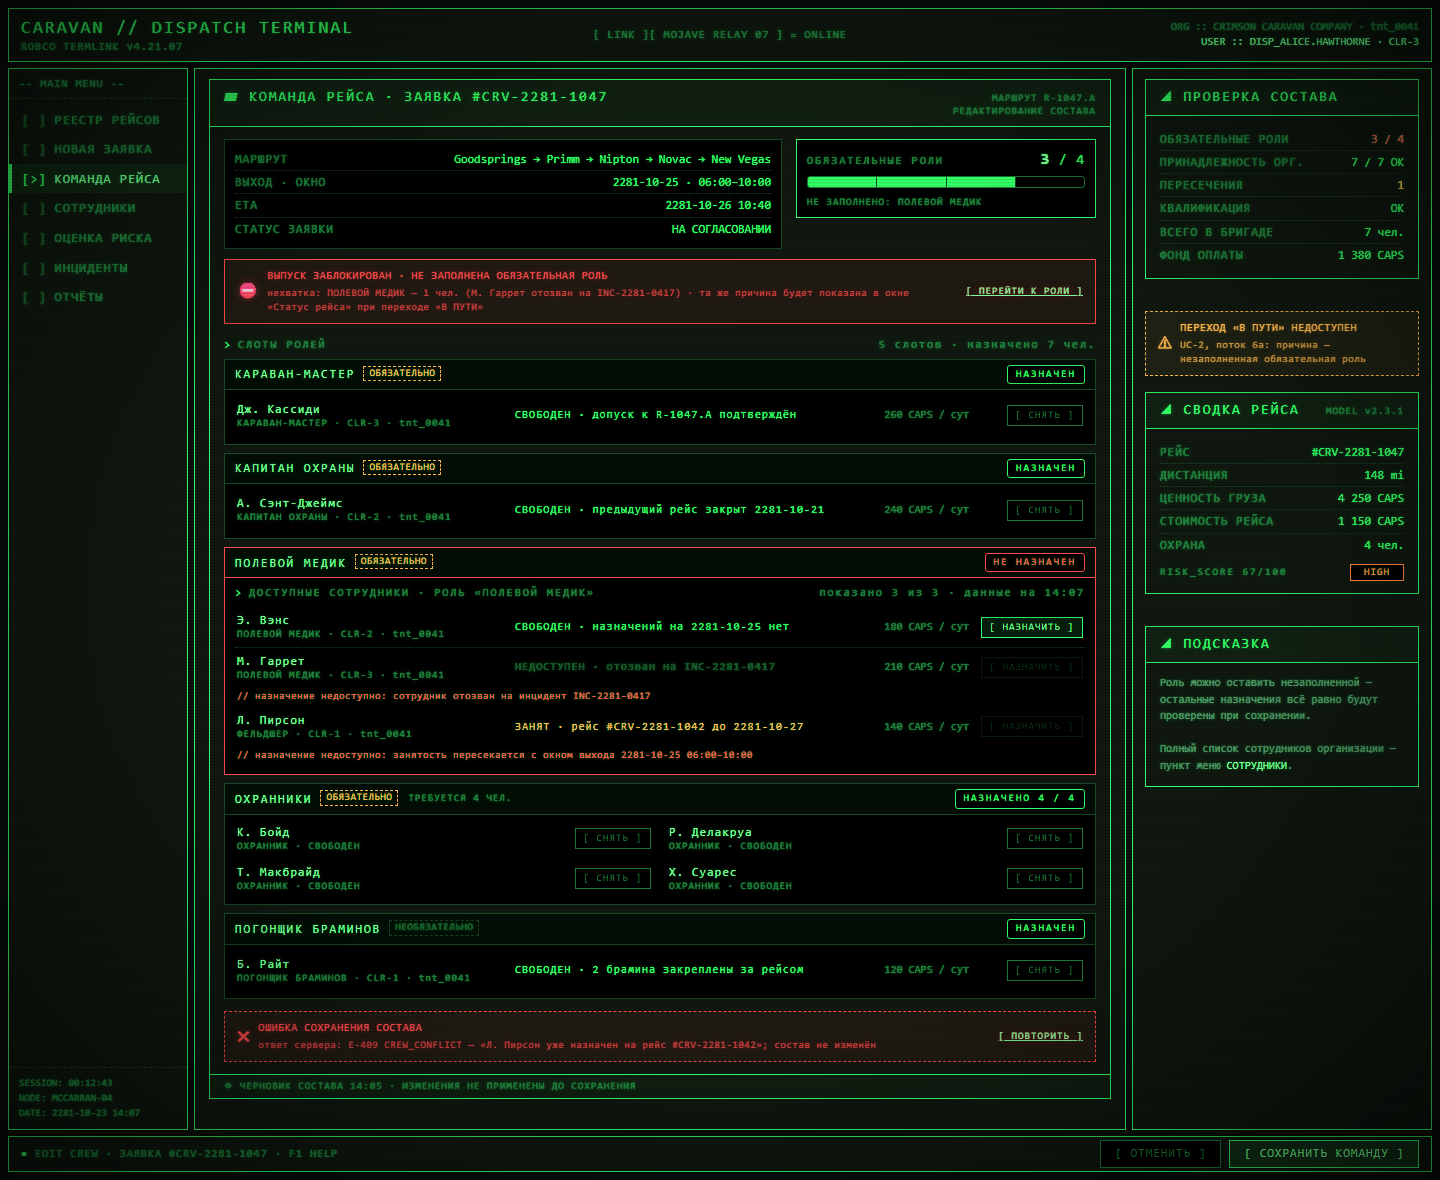 CARAVAN // DISPATCH TERMINAL
ROBCO TERMLINK v4.21.07
[ LINK ][ MOJAVE RELAY 07 ] = ONLINE
ORG :: CRIMSON CARAVAN COMPANY · tnt_0041
USER :: DISP_ALICE.HAWTHORNE · CLR-3
-- MAIN MENU --
[ ] РЕЕСТР РЕЙСОВ
[ ] НОВАЯ ЗАЯВКА
[>] КОМАНДА РЕЙСА
[ ] СОТРУДНИКИ
[ ] ОЦЕНКА РИСКА
[ ] ИНЦИДЕНТЫ
[ ] ОТЧЁТЫ
SESSION: 00:12:43
NODE: MCCARRAN-04
DATE: 2281-10-23 14:07
КОМАНДА РЕЙСА · ЗАЯВКА #CRV-2281-1047
МАРШРУТ R-1047.A
РЕДАКТИРОВАНИЕ СОСТАВА
МАРШРУТ Goodsprings → Primm → Nipton → Novac → New Vegas
ВЫХОД · ОКНО 2281-10-25 · 06:00–10:00
ETA 2281-10-26 10:40
СТАТУС ЗАЯВКИ НА СОГЛАСОВАНИИ
ОБЯЗАТЕЛЬНЫЕ РОЛИ 3 / 4
НЕ ЗАПОЛНЕНО: ПОЛЕВОЙ МЕДИК
ВЫПУСК ЗАБЛОКИРОВАН · НЕ ЗАПОЛНЕНА ОБЯЗАТЕЛЬНАЯ РОЛЬ
нехватка: ПОЛЕВОЙ МЕДИК — 1 чел. (М. Гаррет отозван на INC-2281-0417) · та же причина будет показана в окне
«Статус рейса» при переходе «В ПУТИ»
[ ПЕРЕЙТИ К РОЛИ ]
> СЛОТЫ РОЛЕЙ
5 слотов · назначено 7 чел.
КАРАВАН-МАСТЕР ОБЯЗАТЕЛЬНО НАЗНАЧЕН
Дж. Кассиди
КАРАВАН-МАСТЕР · CLR-3 · tnt_0041
СВОБОДЕН · допуск к R-1047.A подтверждён
260 CAPS / сут
[ СНЯТЬ ]
КАПИТАН ОХРАНЫ ОБЯЗАТЕЛЬНО НАЗНАЧЕН
А. Сэнт-Джеймс
КАПИТАН ОХРАНЫ · CLR-2 · tnt_0041
СВОБОДЕН · предыдущий рейс закрыт 2281-10-21
240 CAPS / сут
[ СНЯТЬ ]
ПОЛЕВОЙ МЕДИК ОБЯЗАТЕЛЬНО НЕ НАЗНАЧЕН
> ДОСТУПНЫЕ СОТРУДНИКИ · РОЛЬ «ПОЛЕВОЙ МЕДИК»
показано 3 из 3 · данные на 14:07
Э. Вэнс
ПОЛЕВОЙ МЕДИК · CLR-2 · tnt_0041
СВОБОДЕН · назначений на 2281-10-25 нет
180 CAPS / сут
[ НАЗНАЧИТЬ ]
М. Гаррет
ПОЛЕВОЙ МЕДИК · CLR-3 · tnt_0041
НЕДОСТУПЕН · отозван на INC-2281-0417
210 CAPS / сут
[ НАЗНАЧИТЬ ]
// назначение недоступно: сотрудник отозван на инцидент INC-2281-0417
Л. Пирсон
ФЕЛЬДШЕР · CLR-1 · tnt_0041
ЗАНЯТ · рейс #CRV-2281-1042 до 2281-10-27
140 CAPS / сут
[ НАЗНАЧИТЬ ]
// назначение недоступно: занятость пересекается с окном выхода 2281-10-25 06:00–10:00
ОХРАННИКИ ОБЯЗАТЕЛЬНО ТРЕБУЕТСЯ 4 ЧЕЛ. НАЗНАЧЕНО 4 / 4
К. Бойд
ОХРАННИК · СВОБОДЕН
[ СНЯТЬ ]
Р. Делакруа
ОХРАННИК · СВОБОДЕН
[ СНЯТЬ ]
Т. Макбрайд
ОХРАННИК · СВОБОДЕН
[ СНЯТЬ ]
Х. Суарес
ОХРАННИК · СВОБОДЕН
[ СНЯТЬ ]
ПОГОНЩИК БРАМИНОВ НЕОБЯЗАТЕЛЬНО НАЗНАЧЕН
Б. Райт
ПОГОНЩИК БРАМИНОВ · CLR-1 · tnt_0041
СВОБОДЕН · 2 брамина закреплены за рейсом
120 CAPS / сут
[ СНЯТЬ ]
ОШИБКА СОХРАНЕНИЯ СОСТАВА
ответ сервера: E-409 CREW_CONFLICT — «Л. Пирсон уже назначен на рейс #CRV-2281-1042»; состав не изменён
[ ПОВТОРИТЬ ]
ЧЕРНОВИК СОСТАВА 14:05 · ИЗМЕНЕНИЯ НЕ ПРИМЕНЕНЫ ДО СОХРАНЕНИЯ
ПРОВЕРКА СОСТАВА
ОБЯЗАТЕЛЬНЫЕ РОЛИ 3 / 4
ПРИНАДЛЕЖНОСТЬ ОРГ. 7 / 7 OK
ПЕРЕСЕЧЕНИЯ 1
КВАЛИФИКАЦИЯ OK
ВСЕГО В БРИГАДЕ 7 чел.
ФОНД ОПЛАТЫ 1 380 CAPS
ПЕРЕХОД «В ПУТИ» НЕДОСТУПЕН
UC-2, поток 6а: причина —
незаполненная обязательная роль
СВОДКА РЕЙСА MODEL v2.3.1
РЕЙС #CRV-2281-1047
ДИСТАНЦИЯ 148 mi
ЦЕННОСТЬ ГРУЗА 4 250 CAPS
СТОИМОСТЬ РЕЙСА 1 150 CAPS
ОХРАНА 4 чел.
RISK_SCORE 67/100 HIGH
ПОДСКАЗКА
Роль можно оставить незаполненной —
остальные назначения всё равно будут
проверены при сохранении.
Полный список сотрудников организации —
пункт меню СОТРУДНИКИ.
● EDIT CREW · ЗАЯВКА #CRV-2281-1047 · F1 HELP
[ ОТМЕНИТЬ ]
[ СОХРАНИТЬ КОМАНДУ ]